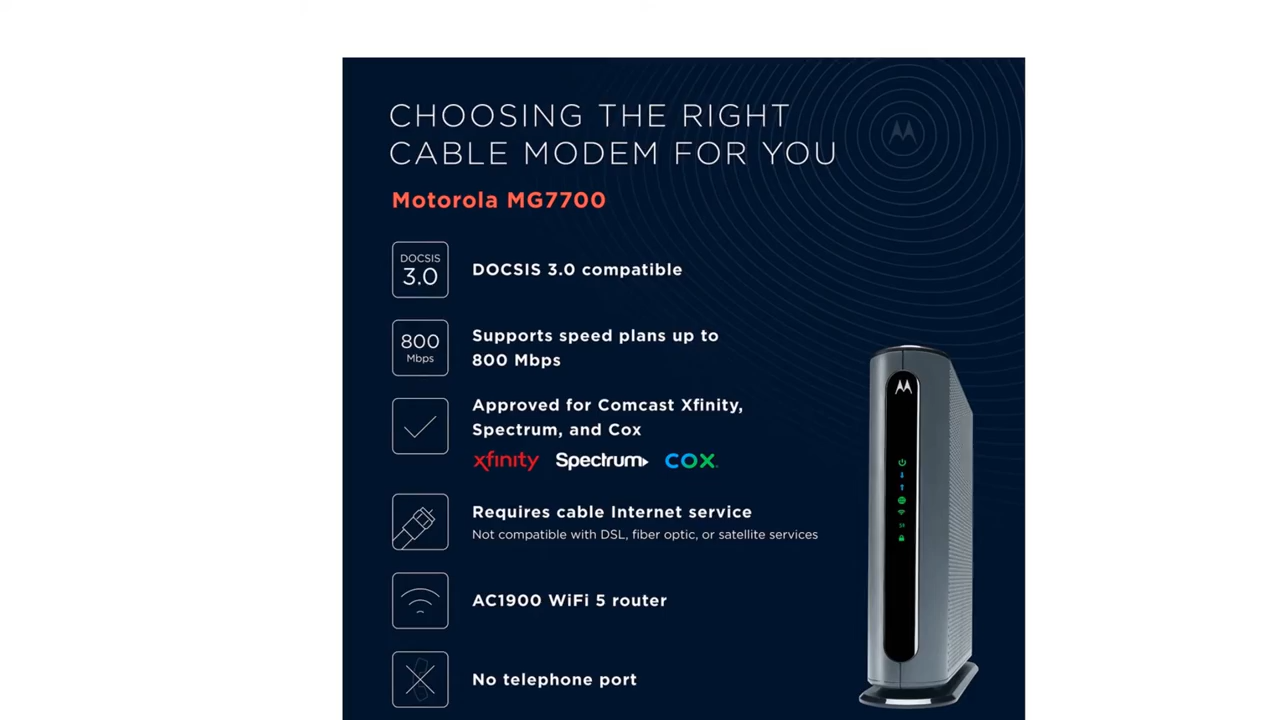 CHOOSING THE RIGHT
CABLE MODEM FOR YOU
Motorola MG7700
DOCSIS
3.0
DOCSIS 3.0 compatible
800
Mbps
Supports speed plans up to
800 Mbps
Approved for Comcast Xfinity,
Spectrum, and Cox
xfinity Spectrum COX
Requires cable Internet service
Not compatible with DSL, fiber optic, or satellite services
AC1900 WiFi 5 router
No telephone port